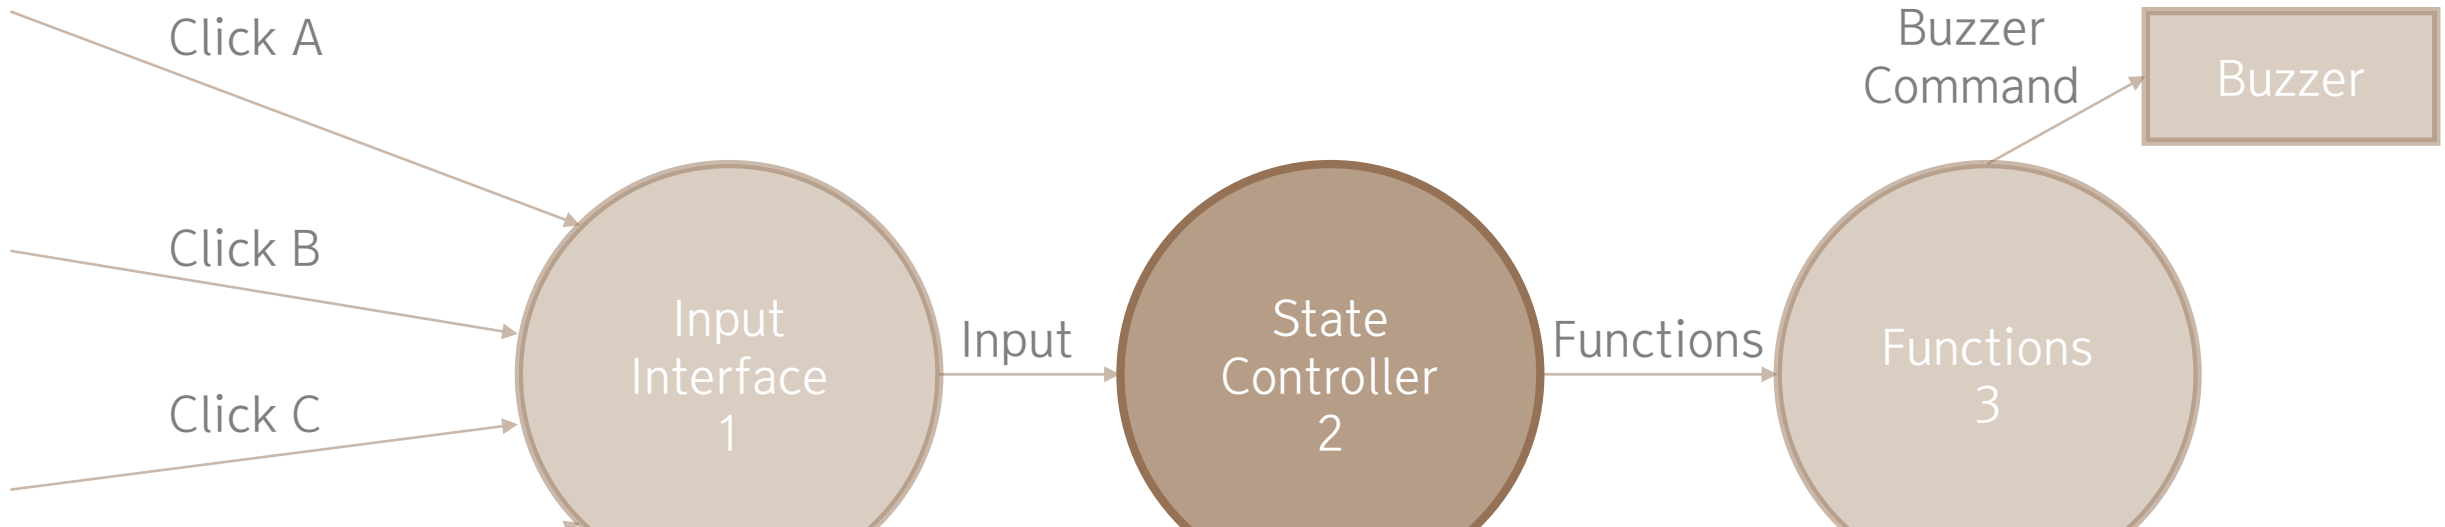 Click A
Click B
Click C
Input
Interface
1
Input
State
Controller
2
Functions
Functions
3
Buzzer
Command
Buzzer